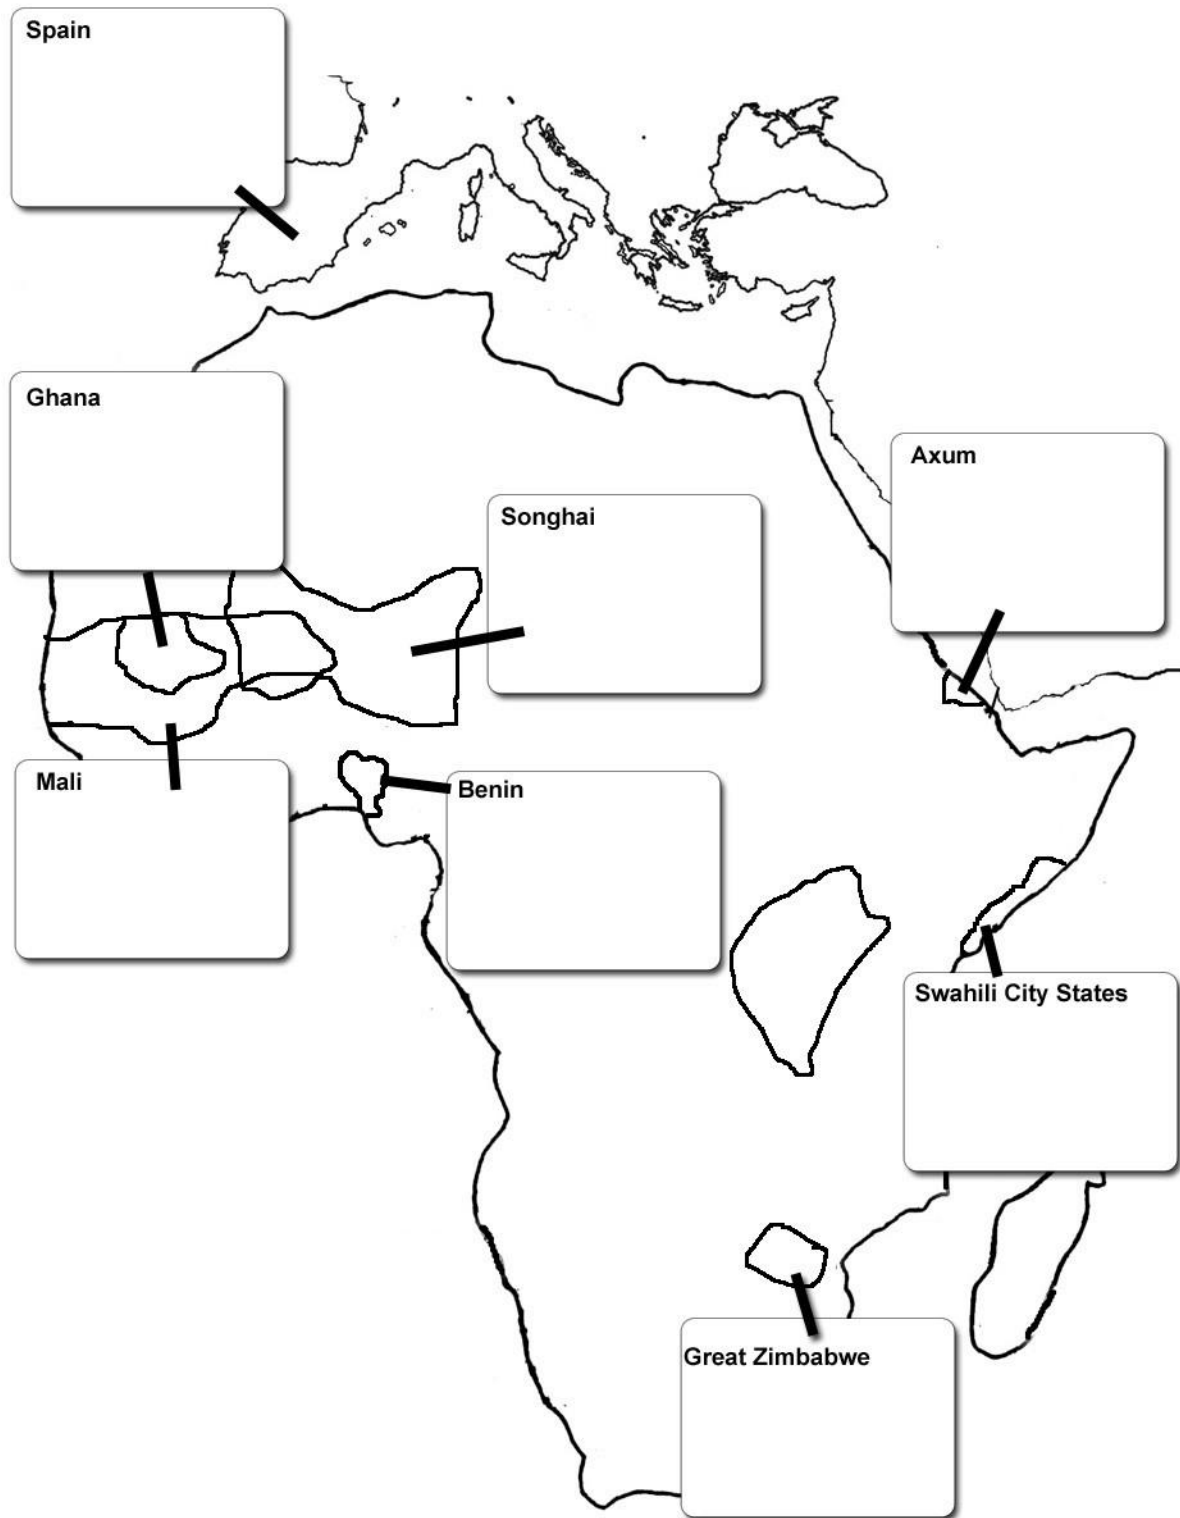 Spain
Ghana
Axum
Songhai
Mali
Benin
Swahili City States
Great Zimbabwe